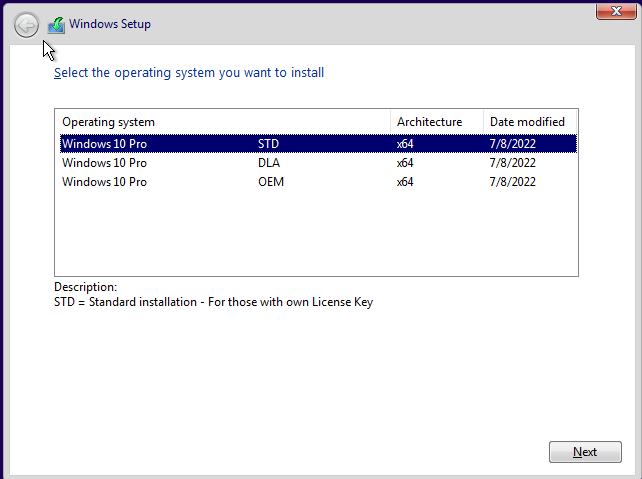 Windows Setup
Select the operating system you want to install
Operating system Architecture Date modified
Windows 10 Pro STD x64 7/8/2022
Windows 10 Pro DLA x64 7/8/2022
Windows 10 Pro OEM x64 7/8/2022
Description:
STD = Standard installation - For those with own License Key
Next